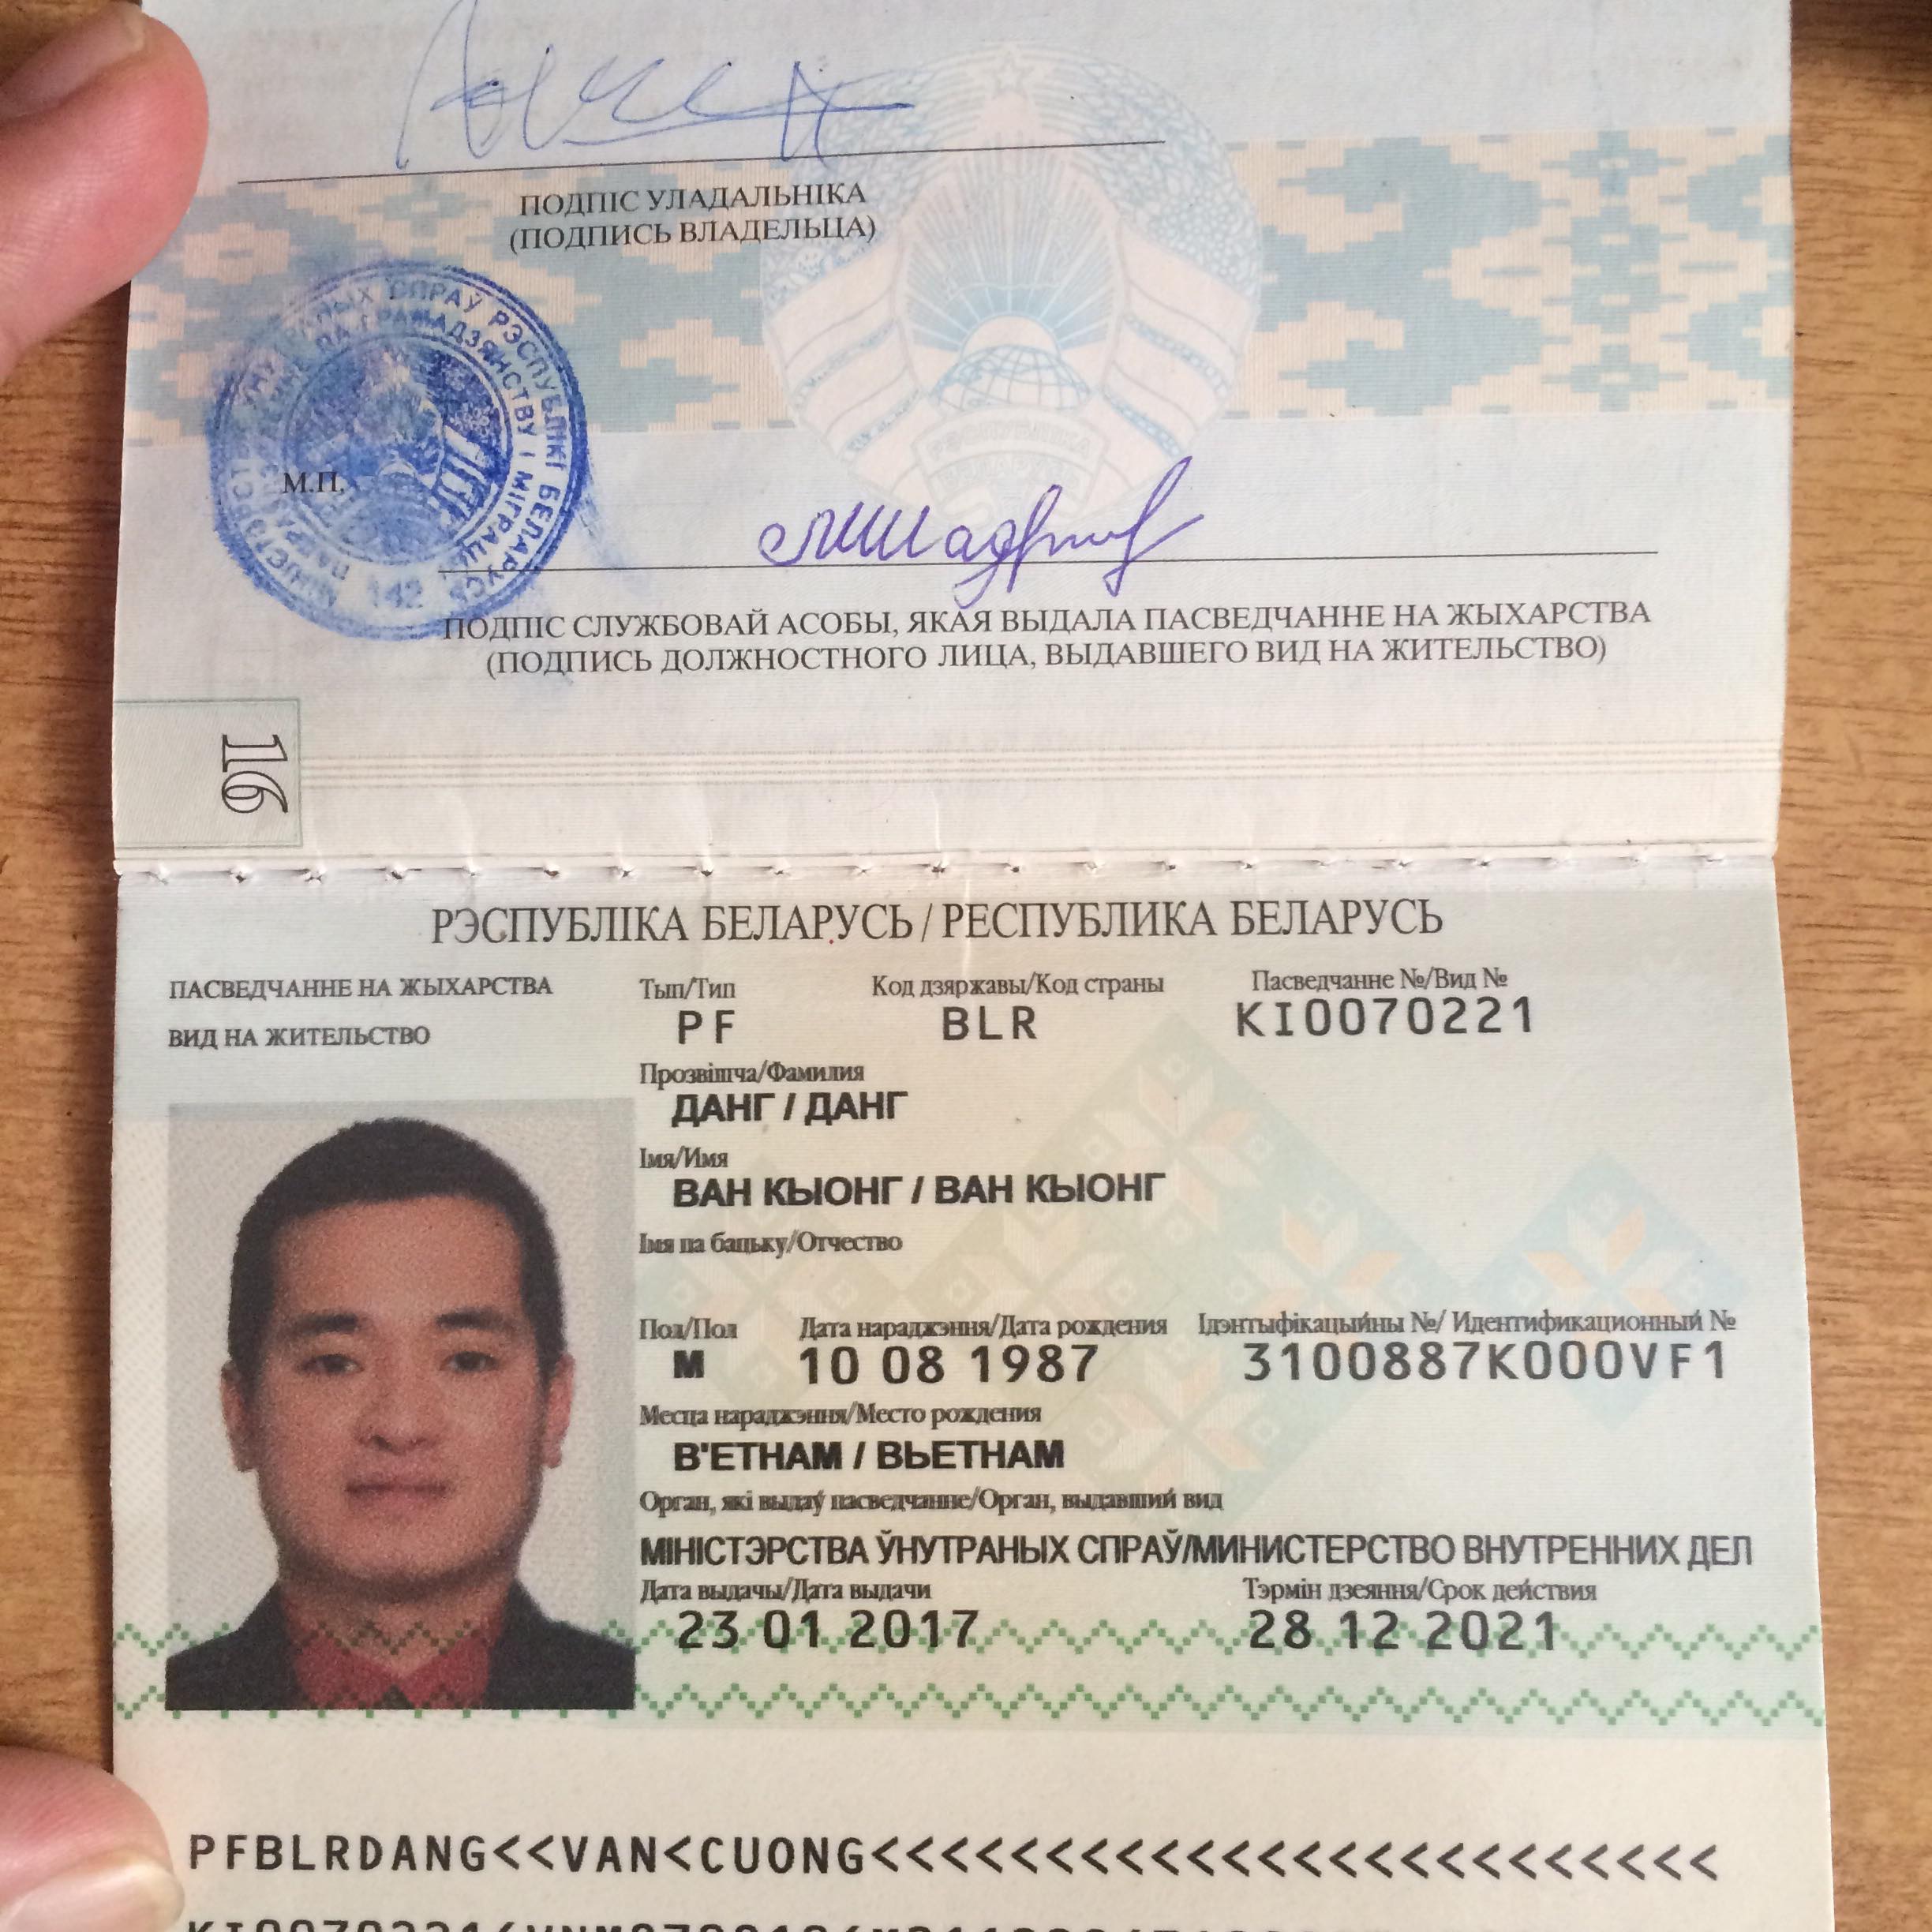 ПОДПІС УЛАДАЛЬНІКА
(ПОДПИСЬ ВЛАДЕЛЬЦА)
СПРАЎ РЭСПУБЛІКІ БЕЛАРУСЬ
ПА ГРАМАДЗЯНСТВУ І МІГРАЦЫІ
142
М.П.
ПОДПІС СЛУЖБОВАЙ АСОБЫ, ЯКАЯ ВЫДАЛА ПАСВЕДЧАННЕ НА ЖЫХАРСТВА
(ПОДПИСЬ ДОЛЖНОСТНОГО ЛИЦА, ВЫДАВШЕГО ВИД НА ЖИТЕЛЬСТВО)
16
РЭСПУБЛІКА БЕЛАРУСЬ / РЕСПУБЛИКА БЕЛАРУСЬ
ПАСВЕДЧАННЕ НА ЖЫХАРСТВА
ВИД НА ЖИТЕЛЬСТВО
Тып/Тип Код дзяржавы/Код страны Пасведчанне №/Вид №
PF BLR KI0070221
Прозвішча/Фамилия
ДАНГ / ДАНГ
Імя/Имя
ВАН КЫОНГ / ВАН КЫОНГ
Імя па бацьку/Отчество
Пол/Пол Дата нараджэння/Дата рождения Ідэнтыфікацыйны №/ Идентификационный №
М 10 08 1987 3100887K000VF1
Месца нараджэння/Место рождения
В'ЕТНАМ / ВЬЕТНАМ
Орган, які выдаў пасведчанне/Орган, выдавший вид
МІНІСТЭРСТВА ЎНУТРАНЫХ СПРАЎ/МИНИСТЕРСТВО ВНУТРЕННИХ ДЕЛ
Дата выдачы/Дата выдачи Тэрмін дзеяння/Срок действия
23 01 2017 28 12 2021
PFBLRDANG<<VAN<CUONG<<<<<<<<<<<<<<<<<<<<<<<<